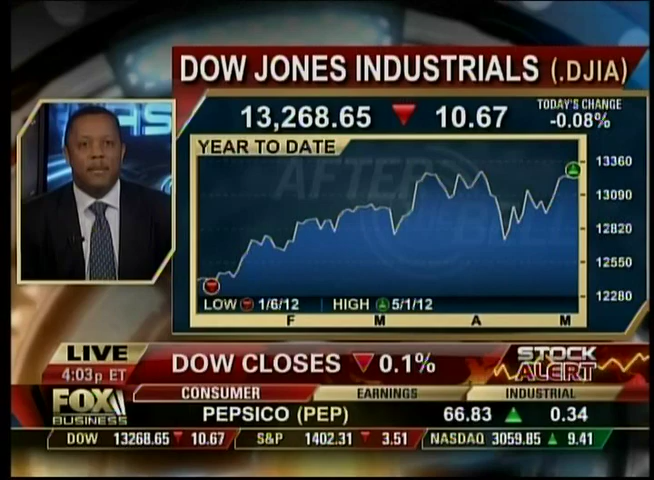 DOW JONES INDUSTRIALS (.DJIA)
13,268.65 10.67 TODAY'S CHANGE -0.08%
YEAR TO DATE
AFTER
THE BELL
13360
13090
12820
12550
12280
LOW 1/6/12 HIGH 5/1/12
F M A M
LIVE
4:03p ET
DOW CLOSES 0.1%
STOCK
ALERT
CONSUMER EARNINGS INDUSTRIAL
FOX
BUSINESS
PEPSICO (PEP) 66.83 0.34
DOW 13268.65 10.67 S&P 1402.31 3.51 NASDAQ 3059.85 9.41